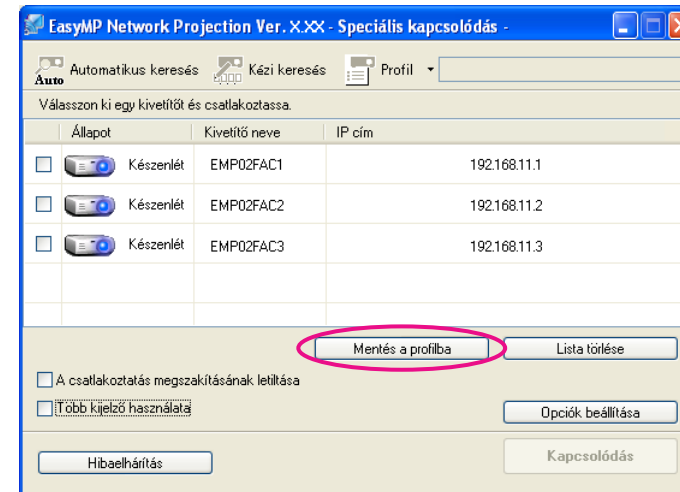 EasyMP Network Projection Ver. X.XX - Speciális kapcsolódás -
Auto Automatikus keresés Kézi keresés Profil
Válasszon ki egy kivetítőt és csatlakoztassa.
Állapot Kivetítő neve IP cím
Készenlét EMP02FAC1 192.168.11.1
Készenlét EMP02FAC2 192.168.11.2
Készenlét EMP02FAC3 192.168.11.3
Mentés a profilba Lista törlése
A csatlakoztatás megszakításának letiltása
Több kijelző használata
Opciók beállítása
Hibaelhárítás Kapcsolódás